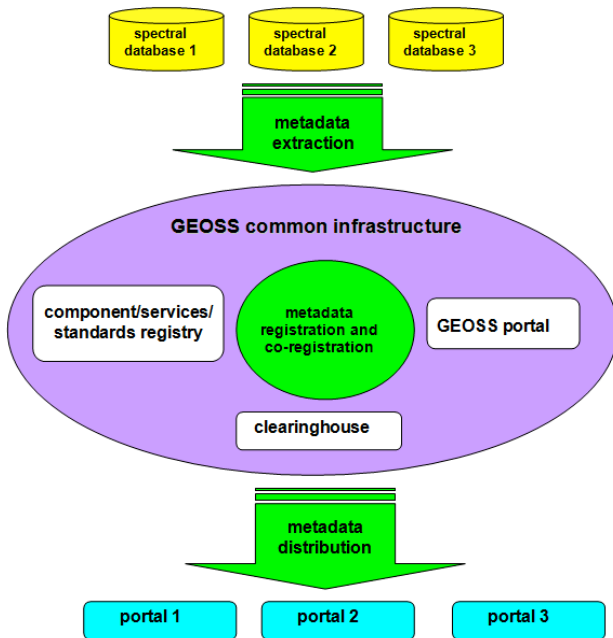 spectral
database 1
spectral
database 2
spectral
database 3
metadata
extraction
GEOSS common infrastructure
component/services/
standards registry
metadata
registration and
co-registration
GEOSS portal
clearinghouse
metadata
distribution
portal 1
portal 2
portal 3